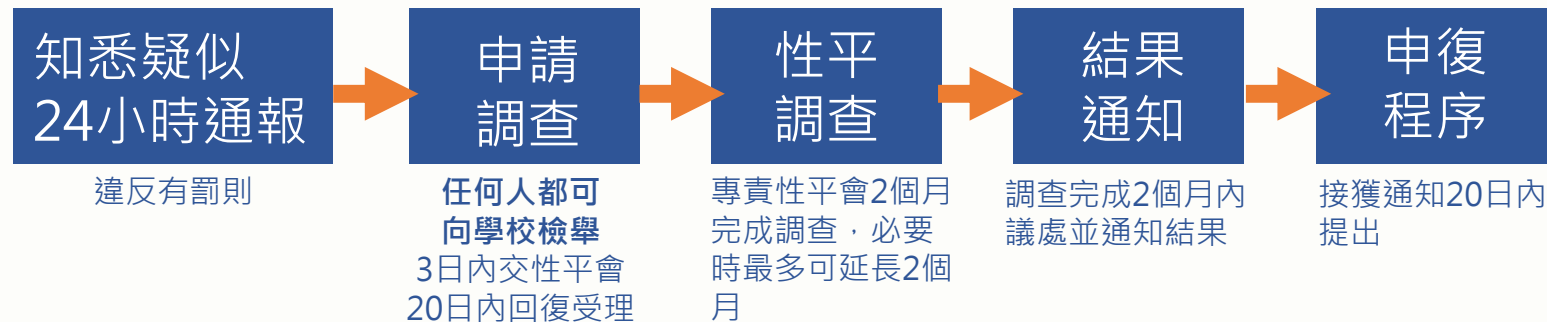 知悉疑似
24小時通報
違反有罰則
申請
調查
任何人都可
向學校檢舉
3日內交性平會
20日內回復受理
性平
調查
專責性平會2個月
完成調查，必要
時最多可延長2個
月
結果
通知
調查完成2個月內
議處並通知結果
申復
程序
接獲通知20日內
提出